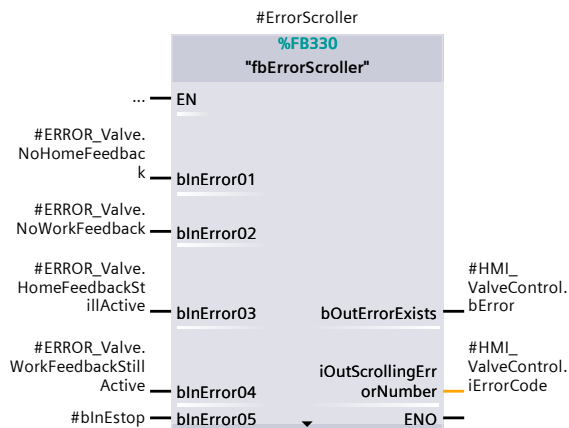 #ErrorScroller
%FB330
"fbErrorScroller"
... EN
#ERROR_Valve.
NoHomeFeedbac
k
bInError01
#ERROR_Valve.
NoWorkFeedback
bInError02
#ERROR_Valve.
HomeFeedbackSt
illActive
bInError03
bOutErrorExists
#HMI_
ValveControl.
bError
#ERROR_Valve.
WorkFeedbackStill
Active
bInError04
iOutScrollingErr
orNumber
#HMI_
ValveControl.
iErrorCode
#bInEstop
bInError05
ENO